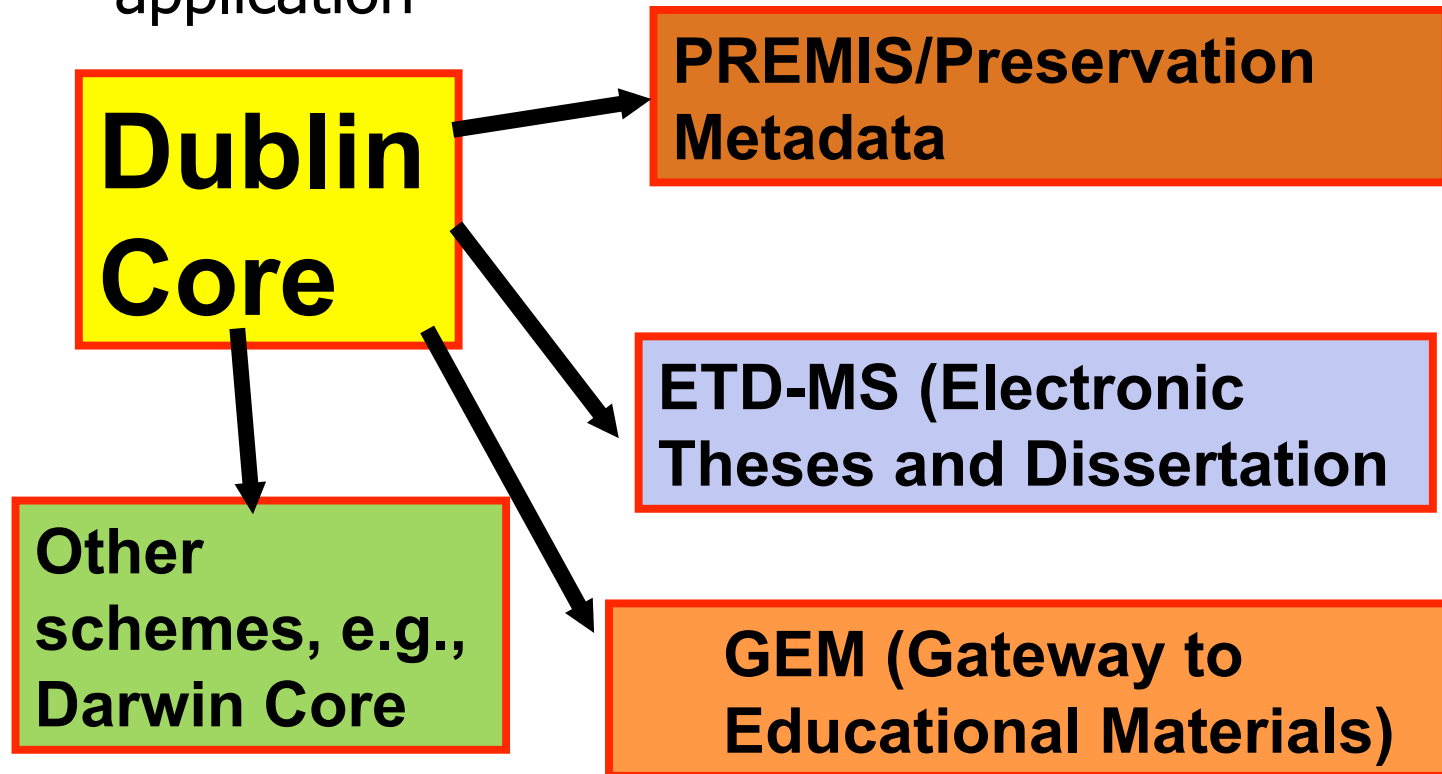 application
Dublin
Core
PREMIS/Preservation
Metadata
ETD-MS (Electronic
Theses and Dissertation
Other
schemes, e.g.,
Darwin Core
GEM (Gateway to
Educational Materials)